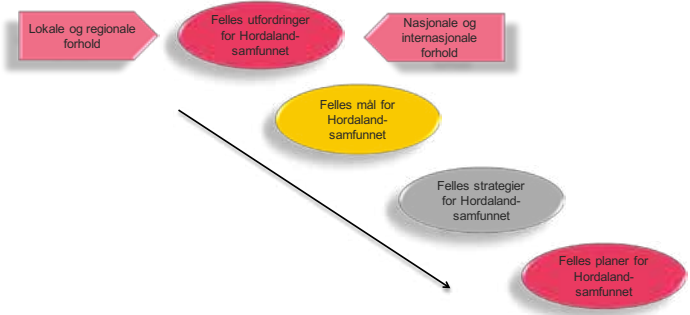 Lokale og regionale
forhold
Felles utfordringer
for Hordaland-
samfunnet
Nasjonale og
internasjonale
forhold
Felles mål for
Hordaland-
samfunnet
Felles strategier
for Hordaland-
samfunnet
Felles planer for
Hordaland-
samfunnet